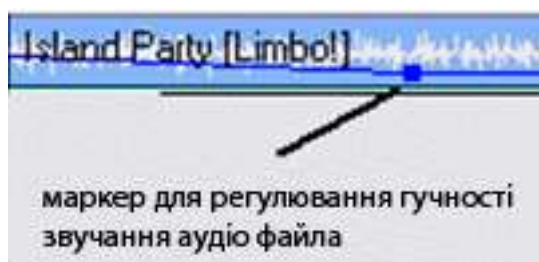 Island Party [Limbo!]
маркер для регулювання гучності
звучання аудіо файла